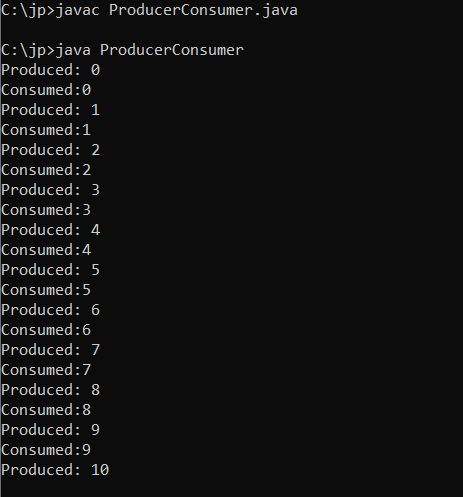 C:\jp>javac ProducerConsumer.java
C:\jp>java ProducerConsumer
Produced: 0
Consumed:0
Produced: 1
Consumed:1
Produced: 2
Consumed:2
Produced: 3
Consumed:3
Produced: 4
Consumed:4
Produced: 5
Consumed:5
Produced: 6
Consumed:6
Produced: 7
Consumed:7
Produced: 8
Consumed:8
Produced: 9
Consumed:9
Produced: 10